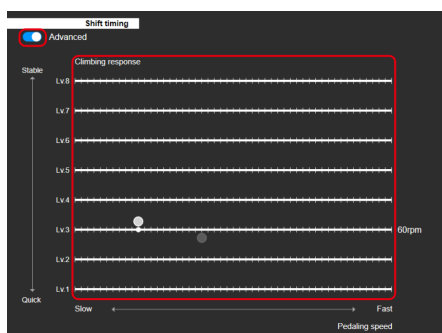 Shift timing
Advanced
Climbing response
Stable
Lv.8
Lv.7
Lv.6
Lv.5
Lv.4
Lv.3
60rpm
Lv.2
Lv.1
Quick
Slow
Fast
Pedaling speed